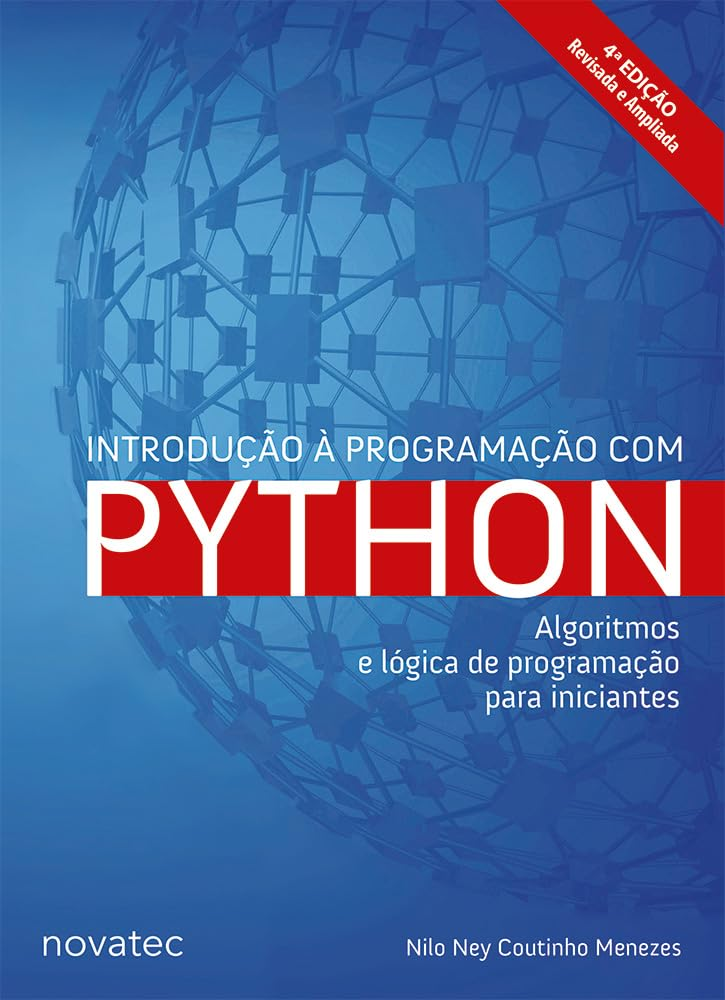 4ª EDIÇÃO
Revisada e Ampliada
INTRODUÇÃO À PROGRAMAÇÃO COM
PYTHON
Algoritmos
e lógica de programação
para iniciantes
novatec
Nilo Ney Coutinho Menezes